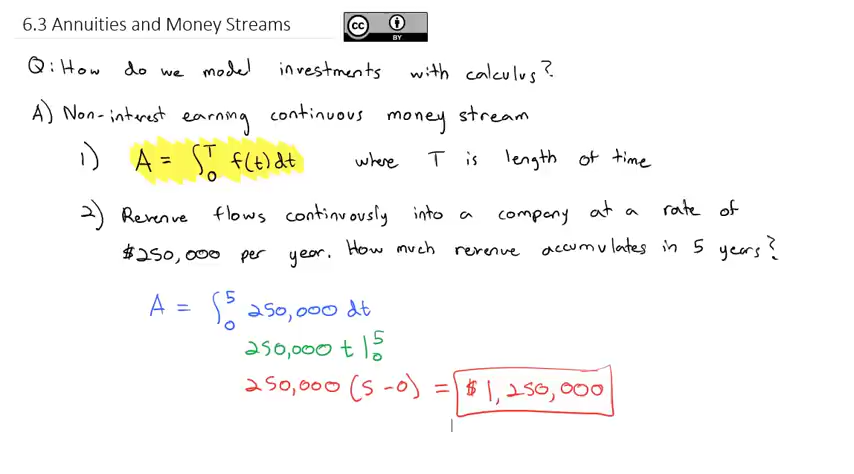 6.3 Annuities and Money Streams
cc BY
Q: How do we model investments with calculus?
A) Non-interest earning continuous money stream
1) A = ∫₀ᵀ f(t) dt where T is length of time
2) Revenue flows continuously into a company at a rate of
$250,000 per year. How much revenue accumulates in 5 years?
A = ∫₀⁵ 250,000 dt
250,000 t |₀⁵
250,000 (5 - 0) = $1,250,000